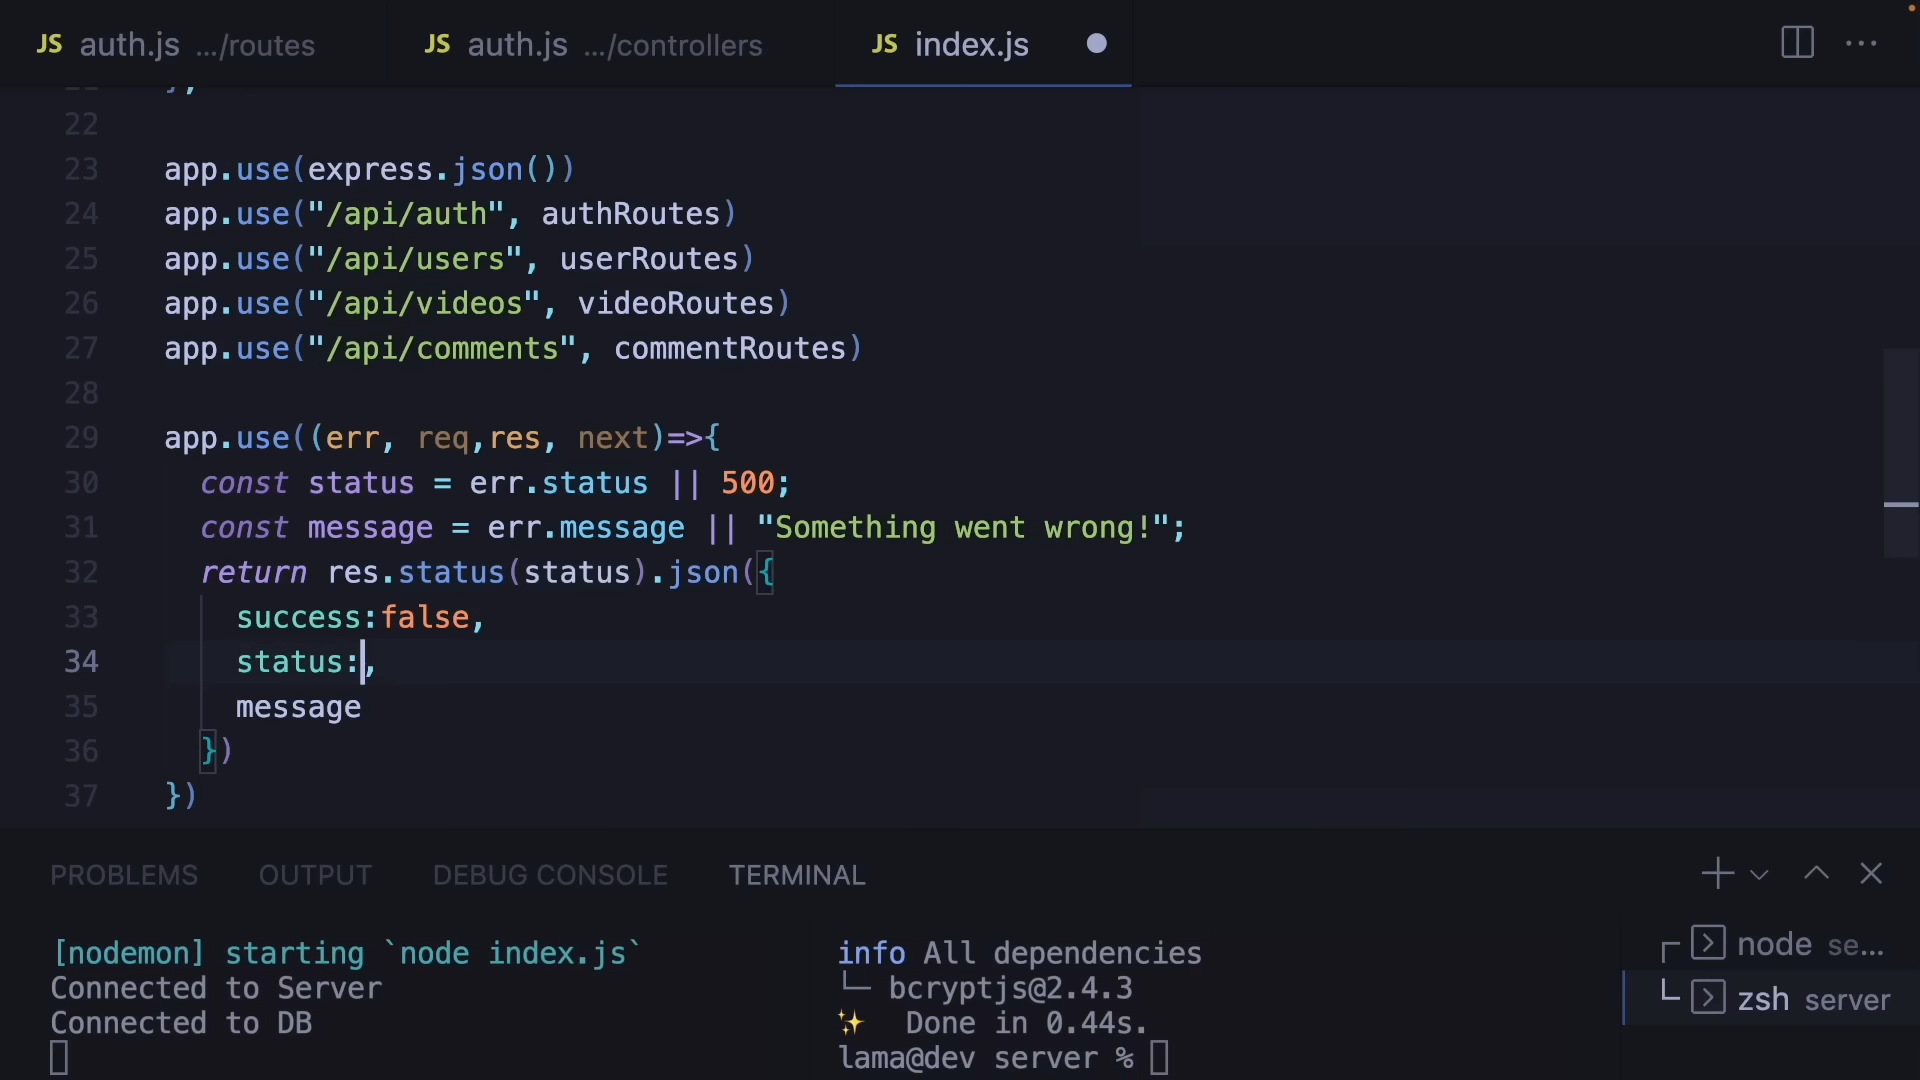 JS auth.js .../routes JS auth.js .../controllers JS index.js
},
22
23 app.use(express.json())
24 app.use("/api/auth", authRoutes)
25 app.use("/api/users", userRoutes)
26 app.use("/api/videos", videoRoutes)
27 app.use("/api/comments", commentRoutes)
28
29 app.use((err, req,res, next)=>{
30 const status = err.status || 500;
31 const message = err.message || "Something went wrong!";
32 return res.status(status).json({
33 success:false,
34 status:,
35 message
36 })
37 })
PROBLEMS OUTPUT DEBUG CONSOLE TERMINAL
[nodemon] starting `node index.js`
Connected to Server
Connected to DB
info All dependencies
└─ bcryptjs@2.4.3
✨ Done in 0.44s.
lama@dev server %
node se...
zsh server